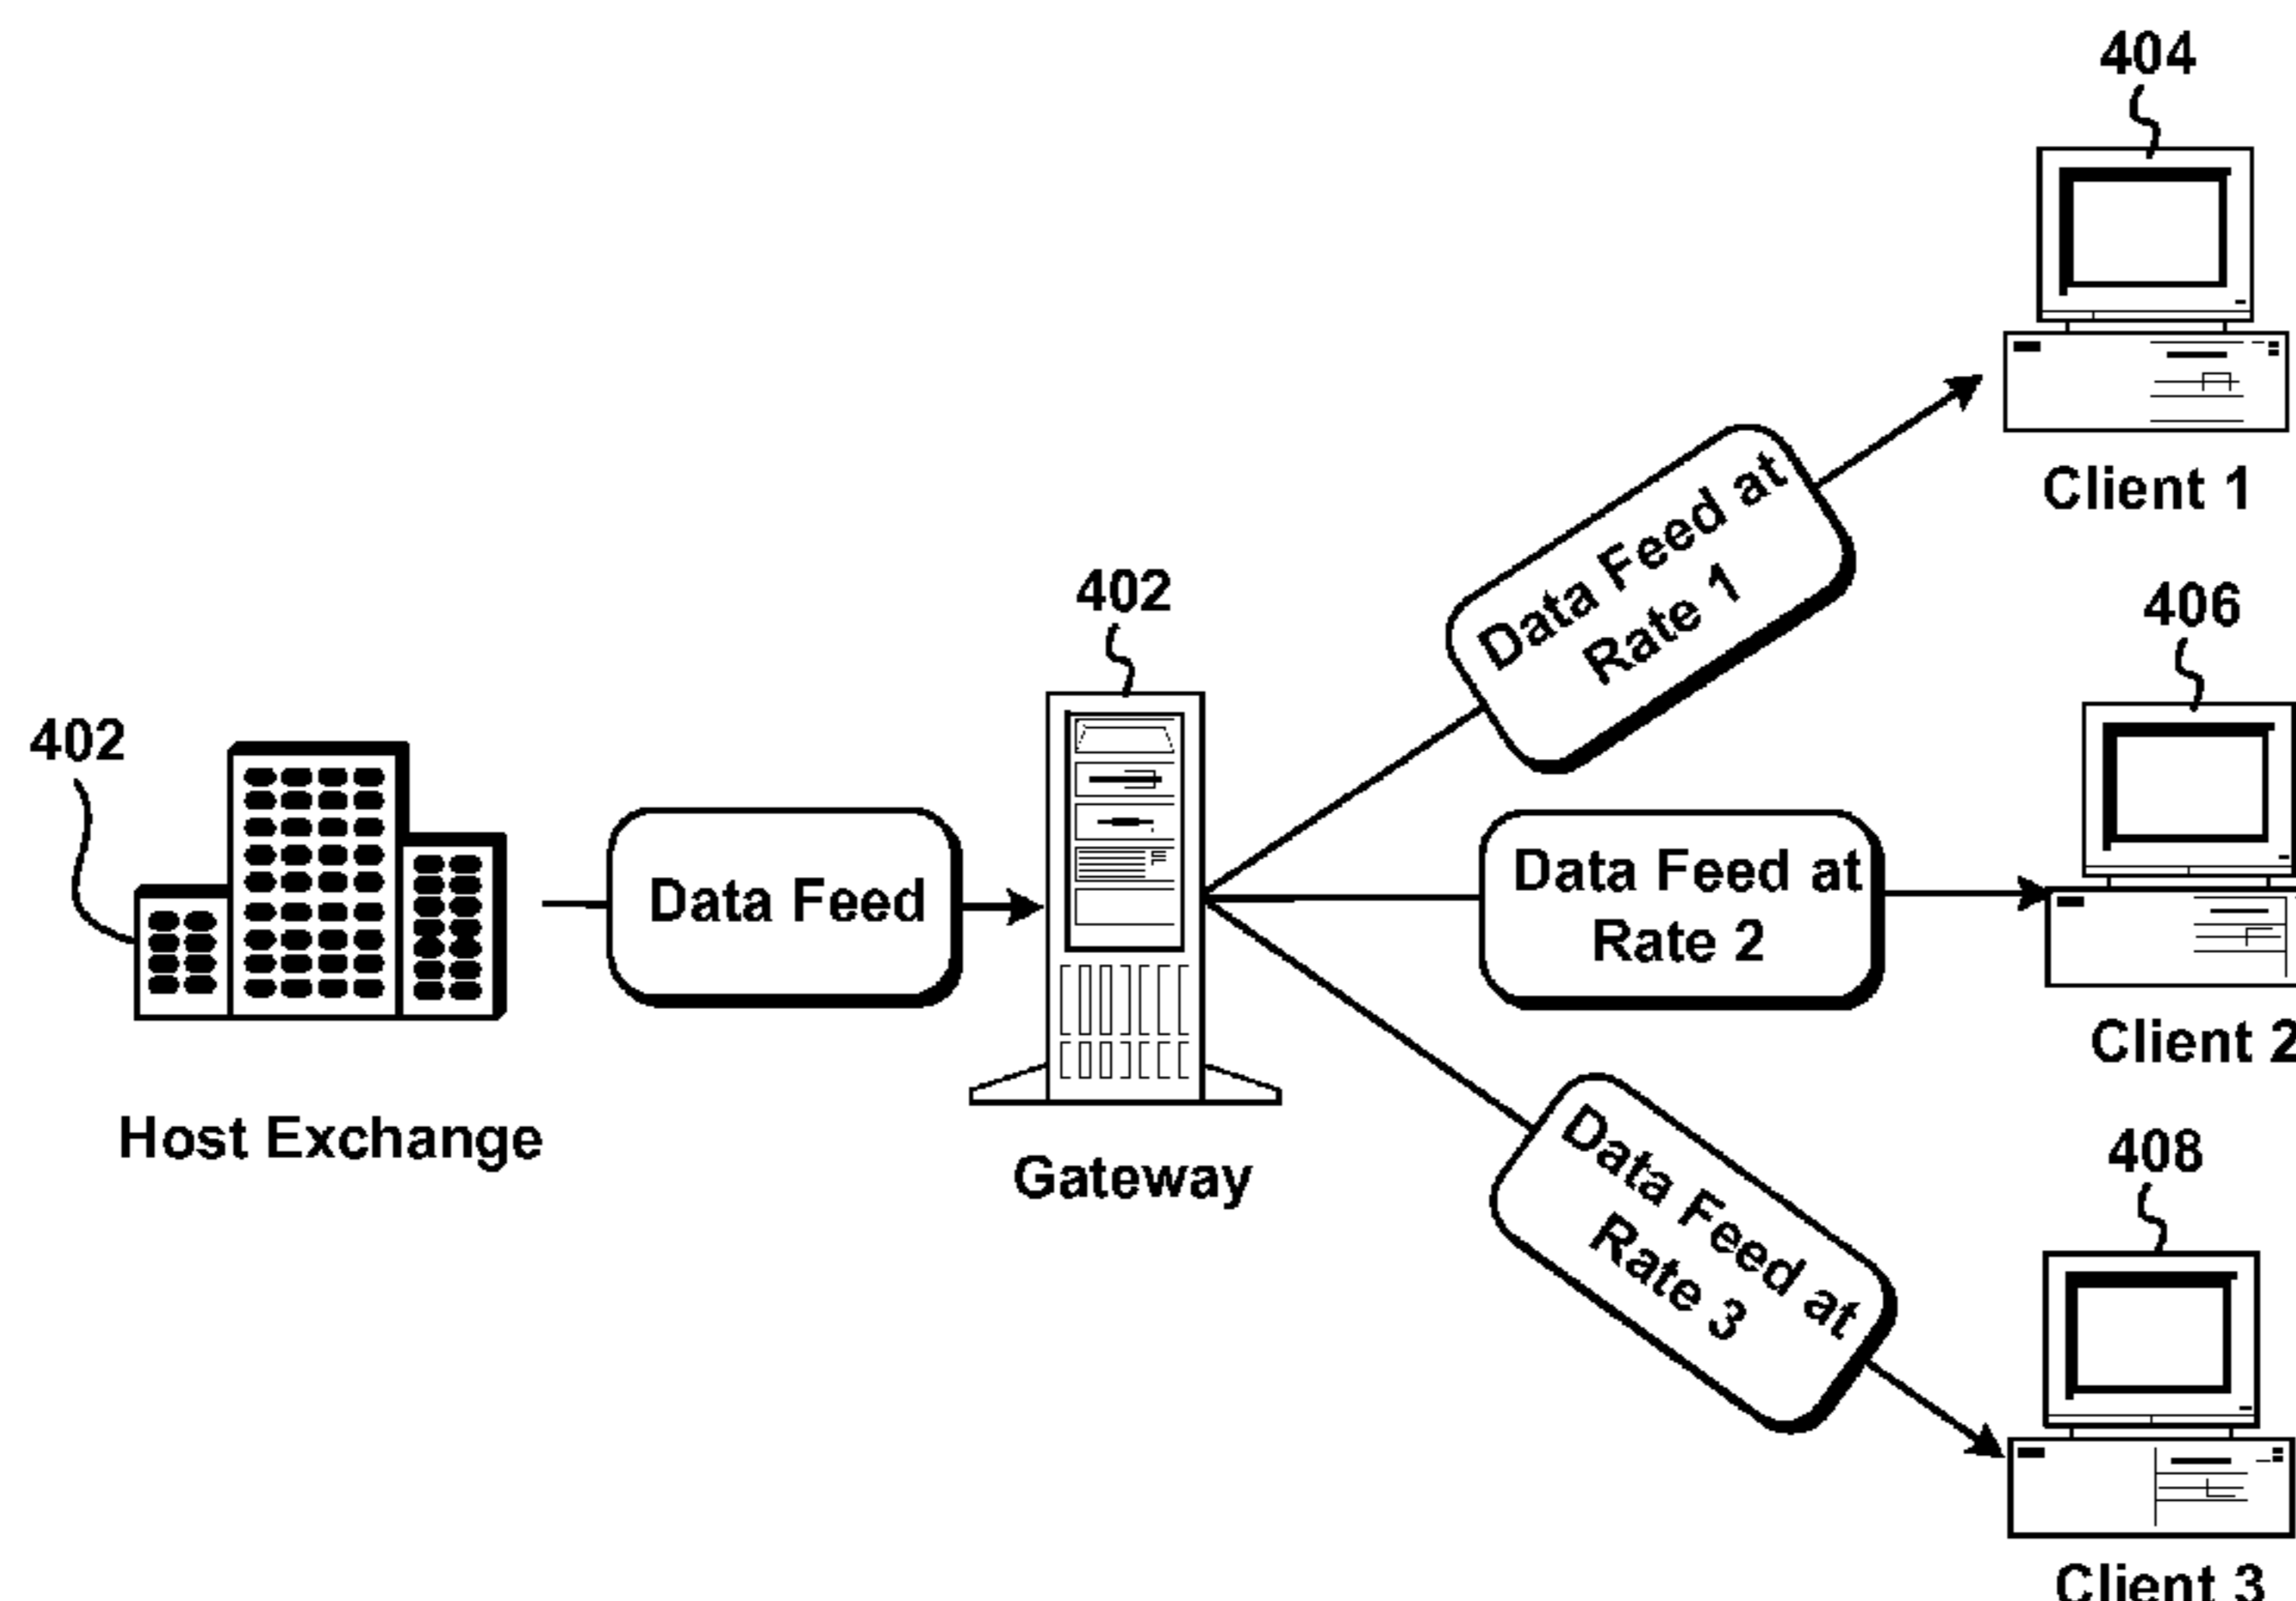 404
Client 1
Data Feed at
Rate 1
402
406
402
Data Feed
Data Feed at
Rate 2
Client 2
Host Exchange
Gateway
Data Feed at
Rate 3
408
Client 3